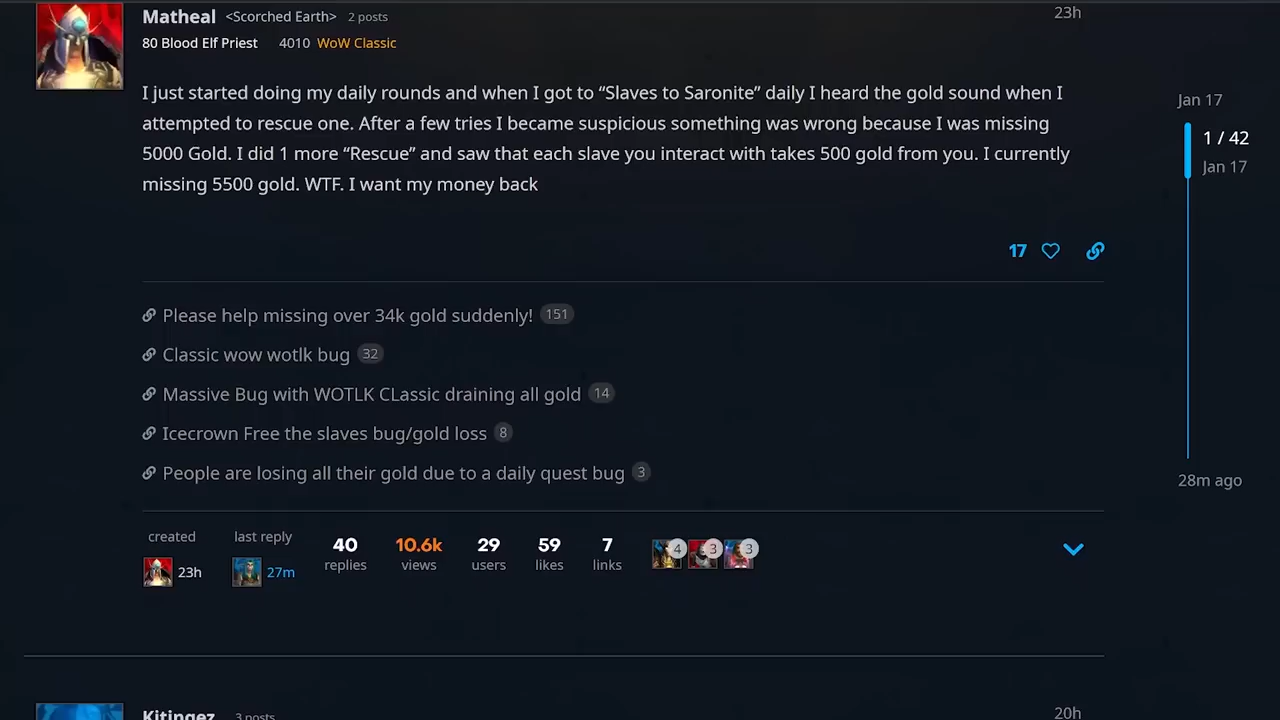 Matheal <Scorched Earth> 2 posts 23h
80 Blood Elf Priest 4010 WoW Classic
I just started doing my daily rounds and when I got to “Slaves to Saronite” daily I heard the gold sound when I
attempted to rescue one. After a few tries I became suspicious something was wrong because I was missing
5000 Gold. I did 1 more “Rescue” and saw that each slave you interact with takes 500 gold from you. I currently
missing 5500 gold. WTF. I want my money back
Jan 17
1 / 42
Jan 17
17
Please help missing over 34k gold suddenly! 151
Classic wow wotlk bug 32
Massive Bug with WOTLK CLassic draining all gold 14
Icecrown Free the slaves bug/gold loss 8
People are losing all their gold due to a daily quest bug 3
28m ago
created last reply 40 10.6k 29 59 7 4 3 3
23h 27m replies views users likes links
Kitingez 3 posts 20h